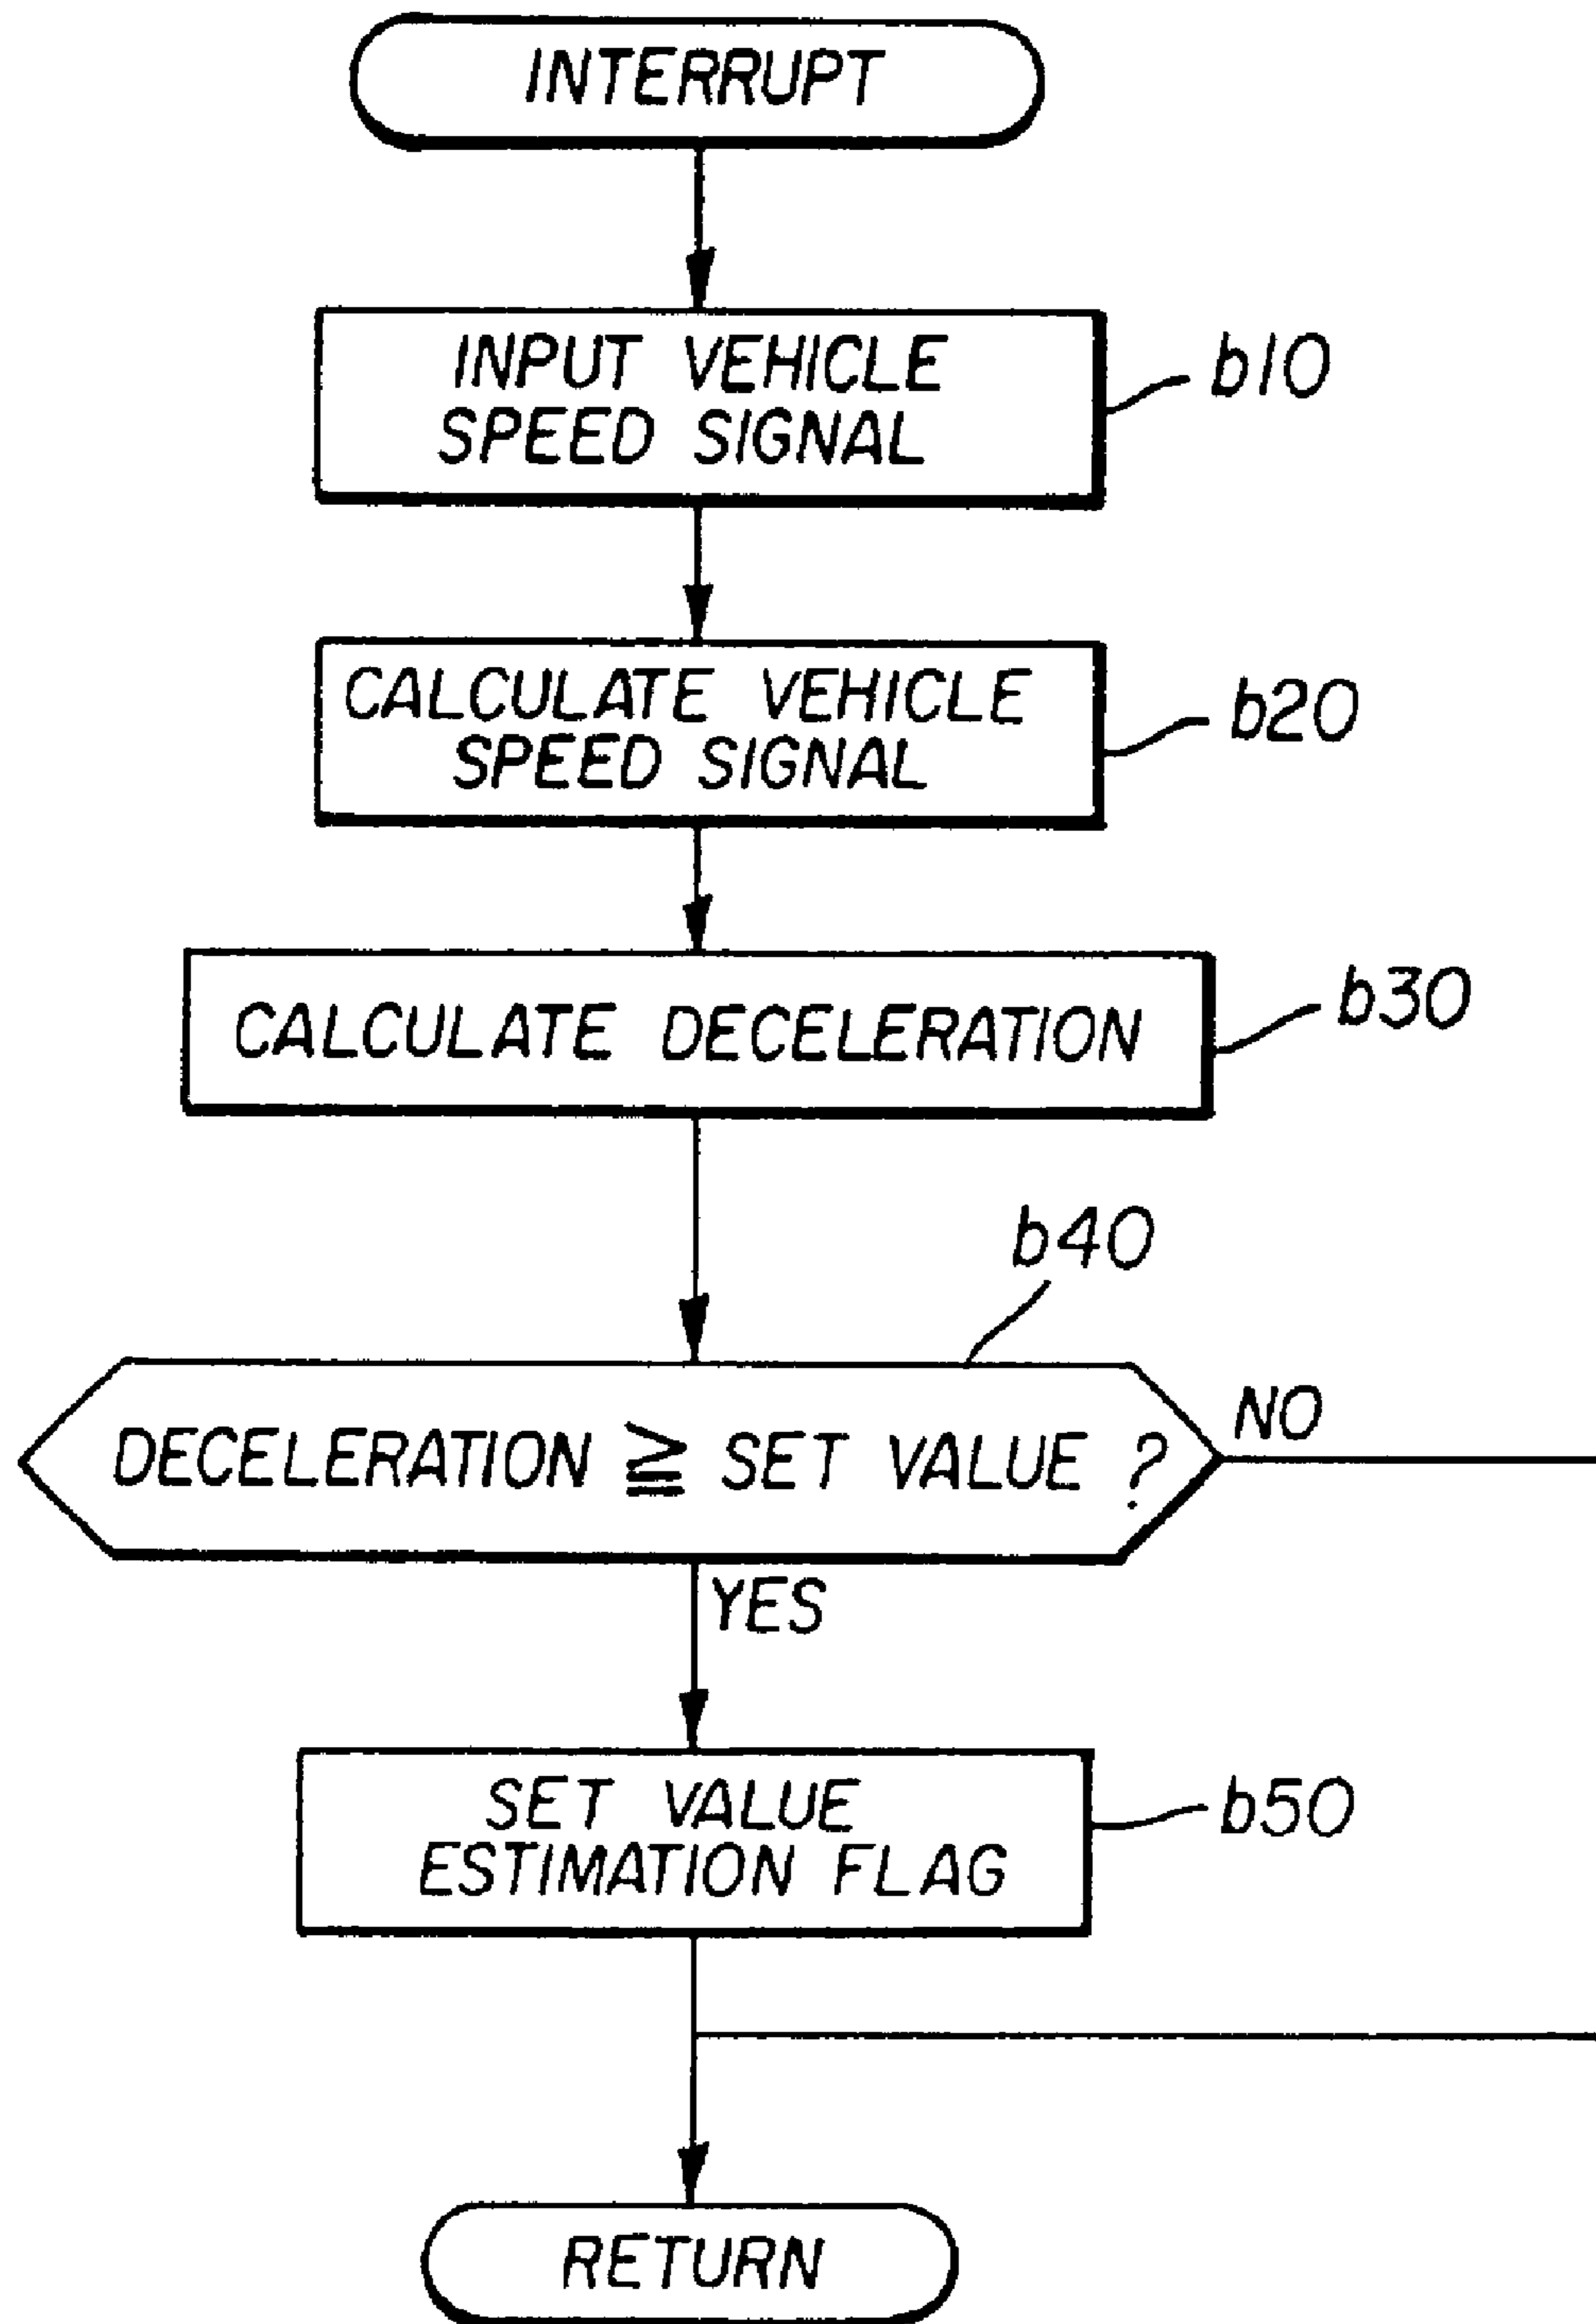 INTERRUPT
INPUT VEHICLE
SPEED SIGNAL
b10
CALCULATE VEHICLE
SPEED SIGNAL
b20
CALCULATE DECELERATION
b30
b40
DECELERATION ≧ SET VALUE ?
NO
YES
SET VALUE
ESTIMATION FLAG
b50
RETURN